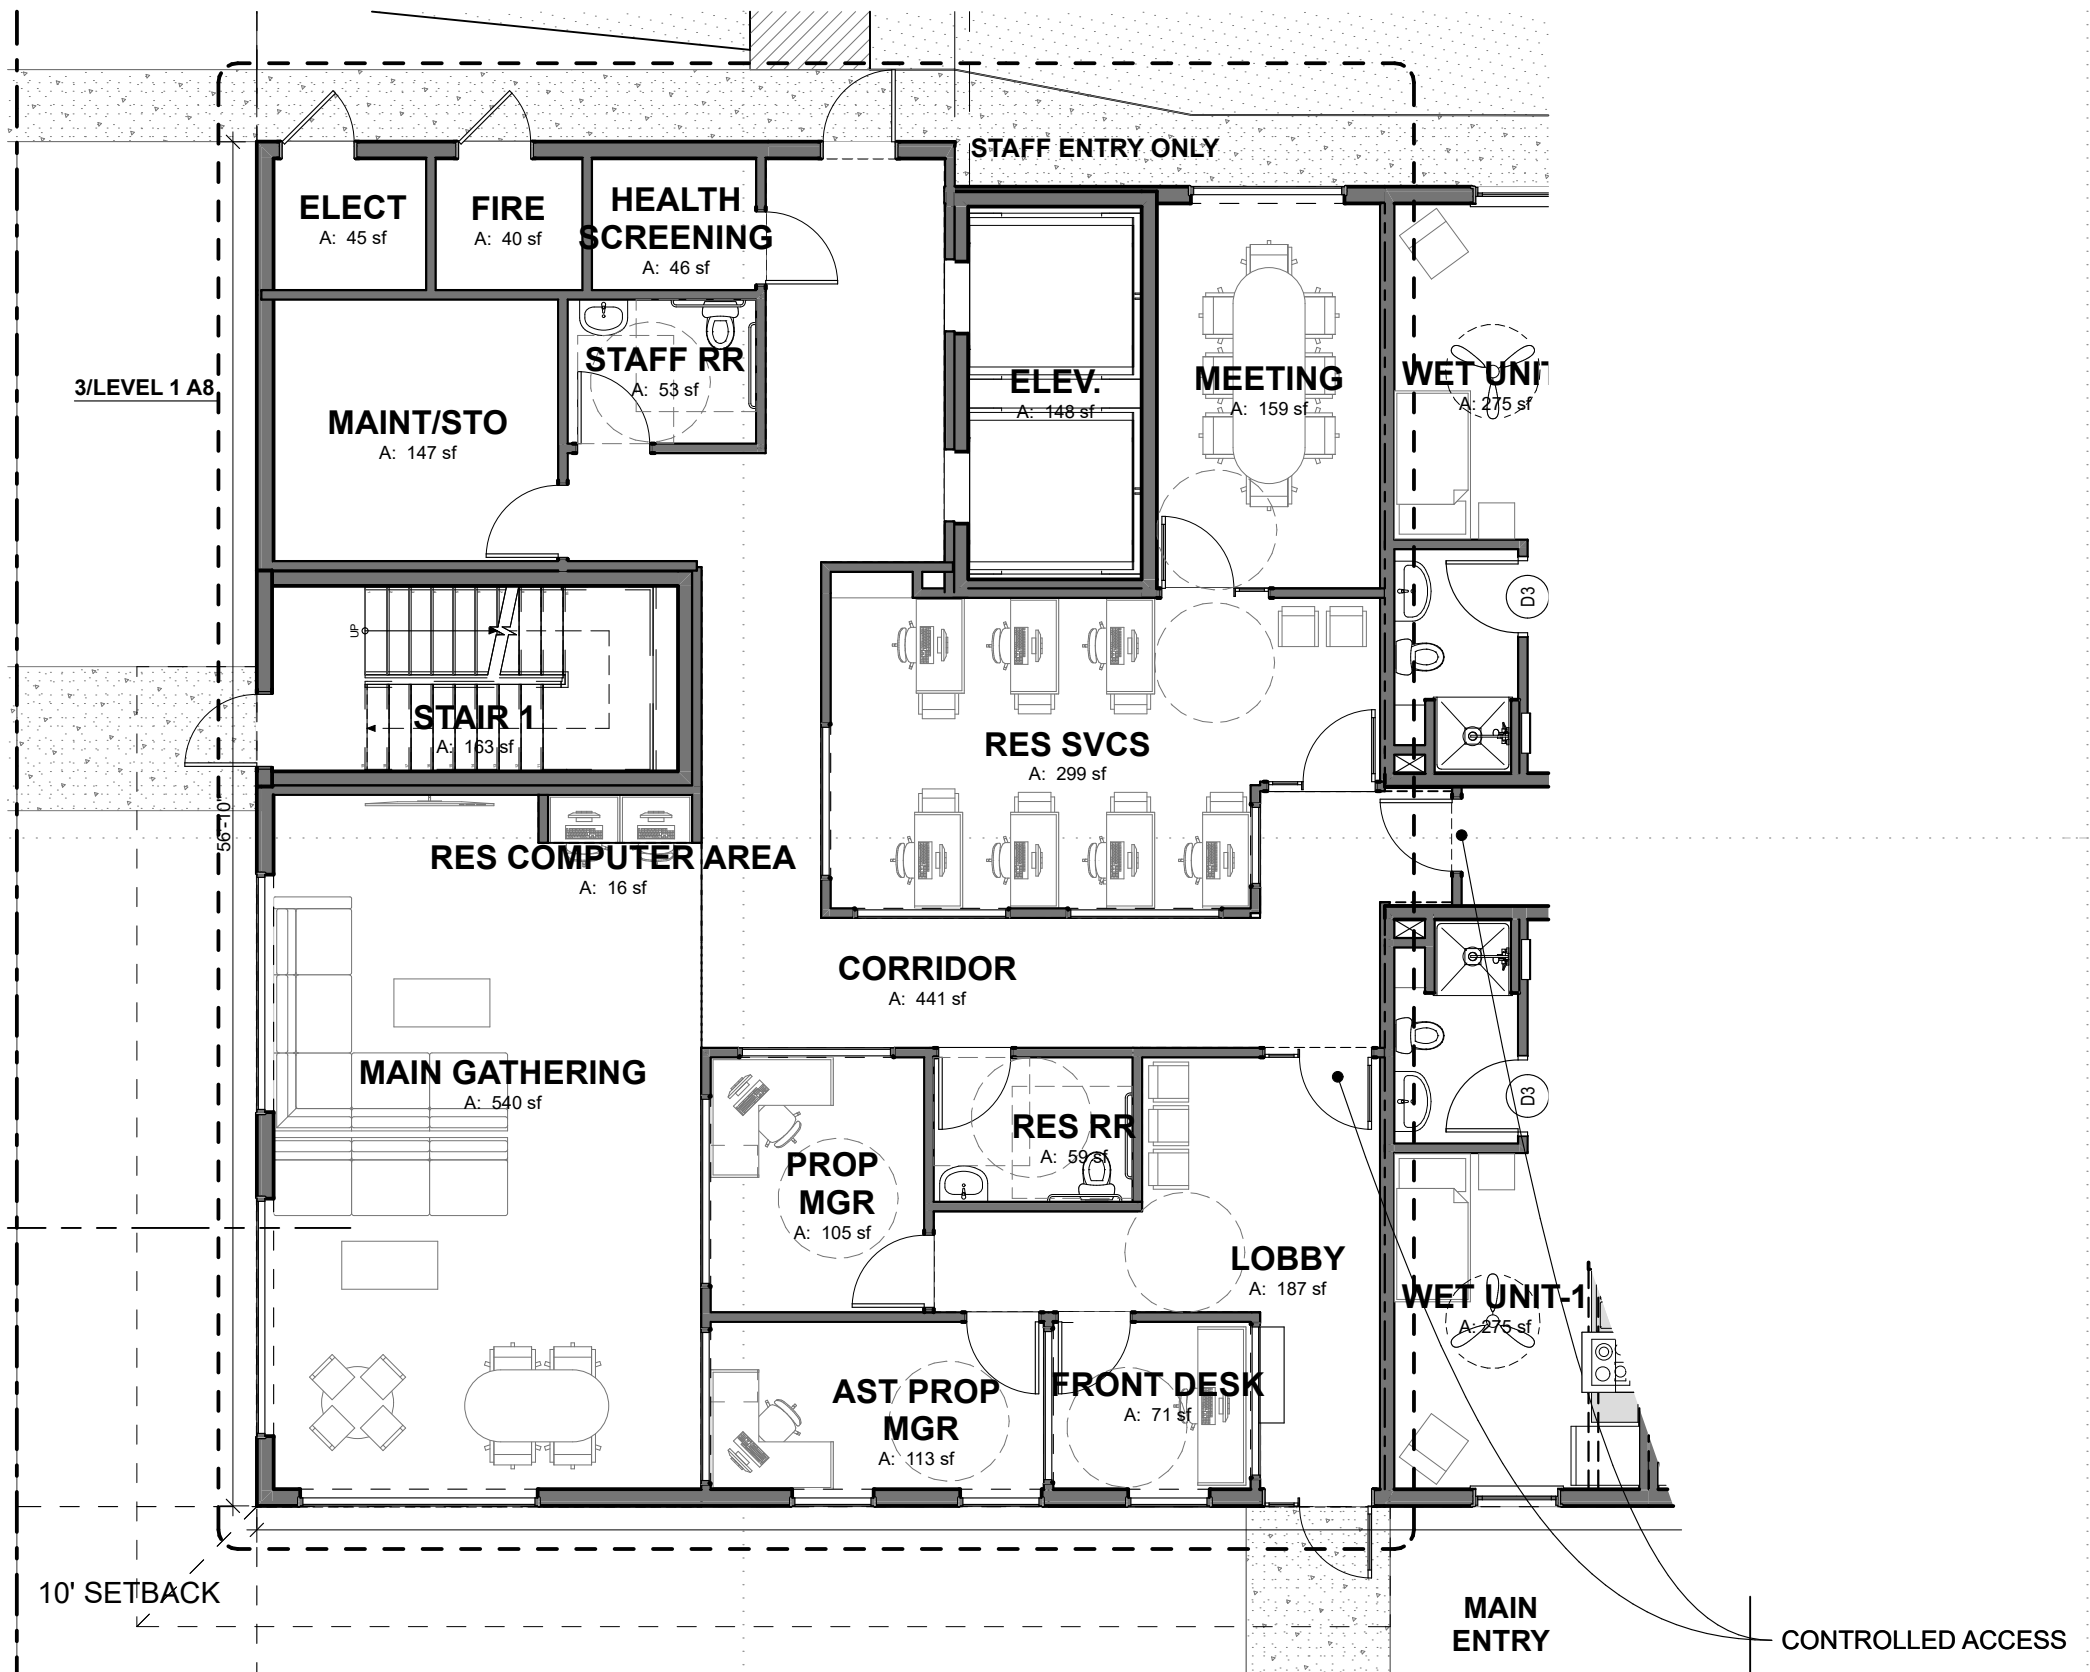 STAFF ENTRY ONLY
ELECT
A: 45 sf
FIRE
A: 40 sf
HEALTH
SCREENING
A: 46 sf
3/LEVEL 1 A8
STAFF RR
A: 53 sf
MAINT/STO
A: 147 sf
ELEV.
A: 148 sf
MEETING
A: 159 sf
WET UNIT
A: 275 sf
D3
UP
STAIR 1
A: 163 sf
RES SVCS
A: 299 sf
56'-10"
RES COMPUTER AREA
A: 16 sf
CORRIDOR
A: 441 sf
MAIN GATHERING
A: 540 sf
RES RR
A: 59 sf
D3
PROP
MGR
A: 105 sf
LOBBY
A: 187 sf
WET UNIT-1
A: 275 sf
AST PROP
MGR
A: 113 sf
FRONT DESK
A: 71 sf
10' SETBACK
MAIN
ENTRY
CONTROLLED ACCESS